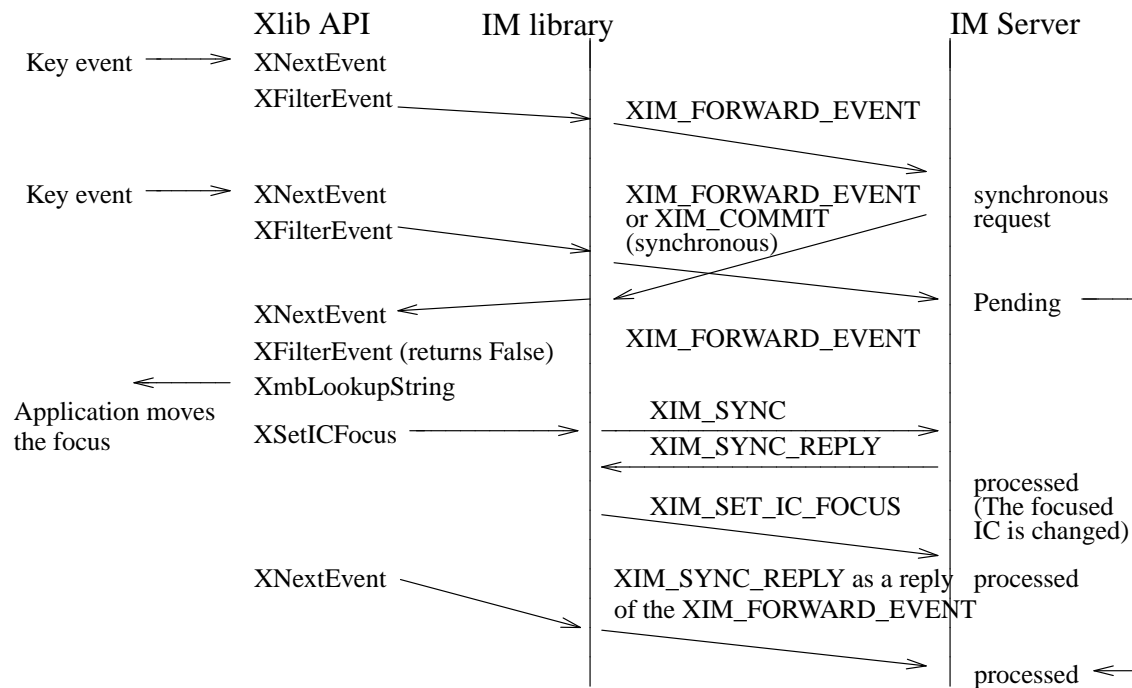 Xlib API IM library IM Server
Key event XNextEvent
XFilterEvent XIM_FORWARD_EVENT
Key event XNextEvent XIM_FORWARD_EVENT synchronous
or XIM_COMMIT request
XFilterEvent (synchronous)
XNextEvent Pending
XFilterEvent (returns False) XIM_FORWARD_EVENT
XmbLookupString
Application moves XIM_SYNC
the focus XSetICFocus
XIM_SYNC_REPLY
processed
XIM_SET_IC_FOCUS (The focused
IC is changed)
XNextEvent XIM_SYNC_REPLY as a reply processed
of the XIM_FORWARD_EVENT
processed